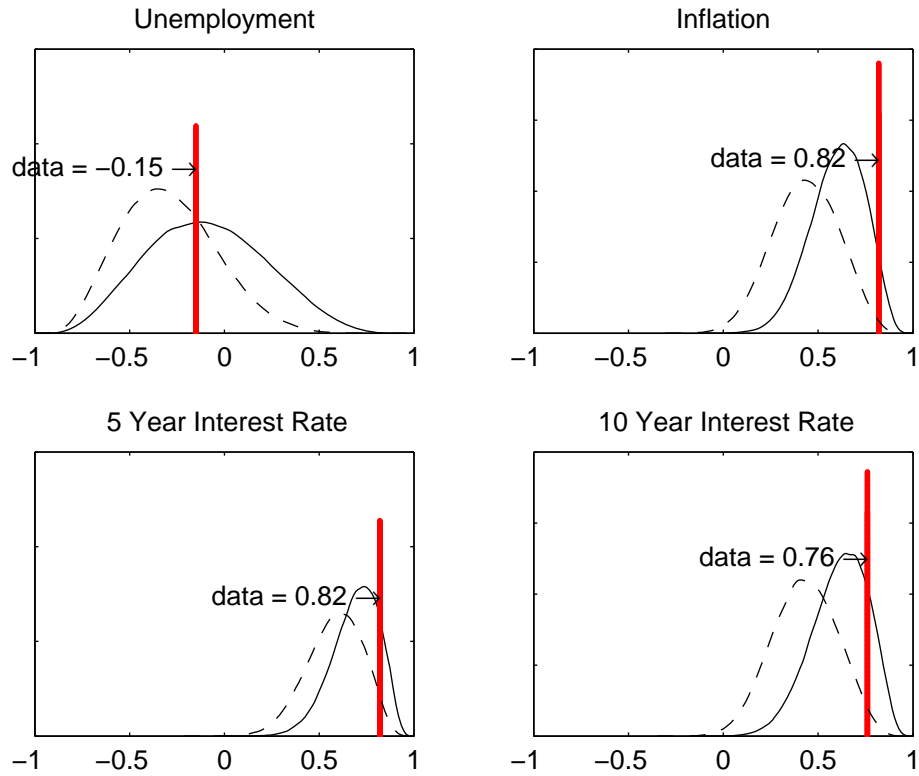 Unemployment
data = −0.15
−1 −0.5 0 0.5 1
Inflation
data = 0.82
−1 −0.5 0 0.5 1
5 Year Interest Rate
data = 0.82
−1 −0.5 0 0.5 1
10 Year Interest Rate
data = 0.76
−1 −0.5 0 0.5 1